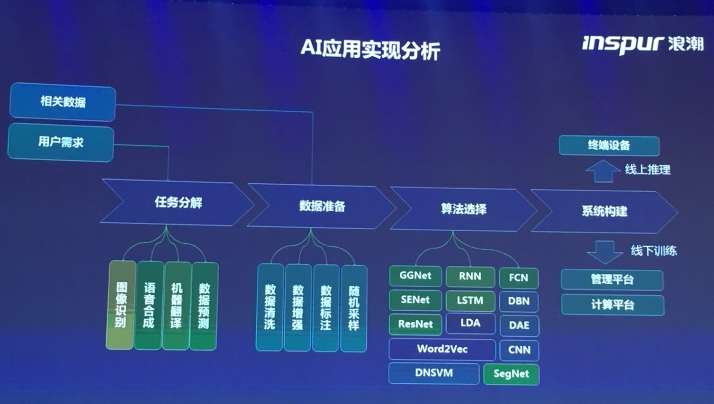 AI应用实现分析
inspur 浪潮
相关数据
用户需求
终端设备
线上推理
任务分解
数据准备
算法选择
系统构建
线下训练
图像识别
语音合成
机器翻译
数据预测
数据清洗
数据增强
数据标注
随机采样
GGNet
RNN
FCN
SENet
LSTM
DBN
ResNet
LDA
DAE
Word2Vec
CNN
DNSVM
SegNet
管理平台
计算平台